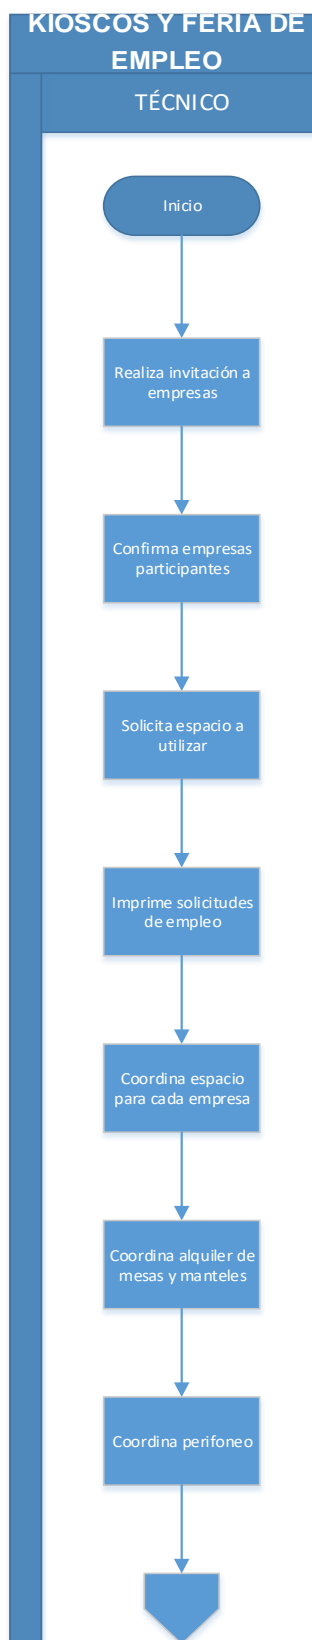 KIOSCOS Y FERIA DE
EMPLEO
TÉCNICO
Inicio
Realiza invitación a
empresas
Confirma empresas
participantes
Solicita espacio a
utilizar
Imprime solicitudes
de empleo
Coordina espacio
para cada empresa
Coordina alquiler de
mesas y manteles
Coordina perifoneo